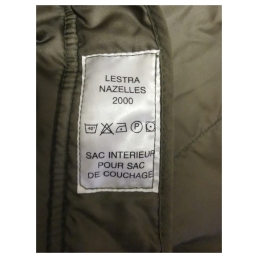 LESTRA
NAZELLES
2000
SAC INTERIEUR
POUR SAC
DE COUCHAGE